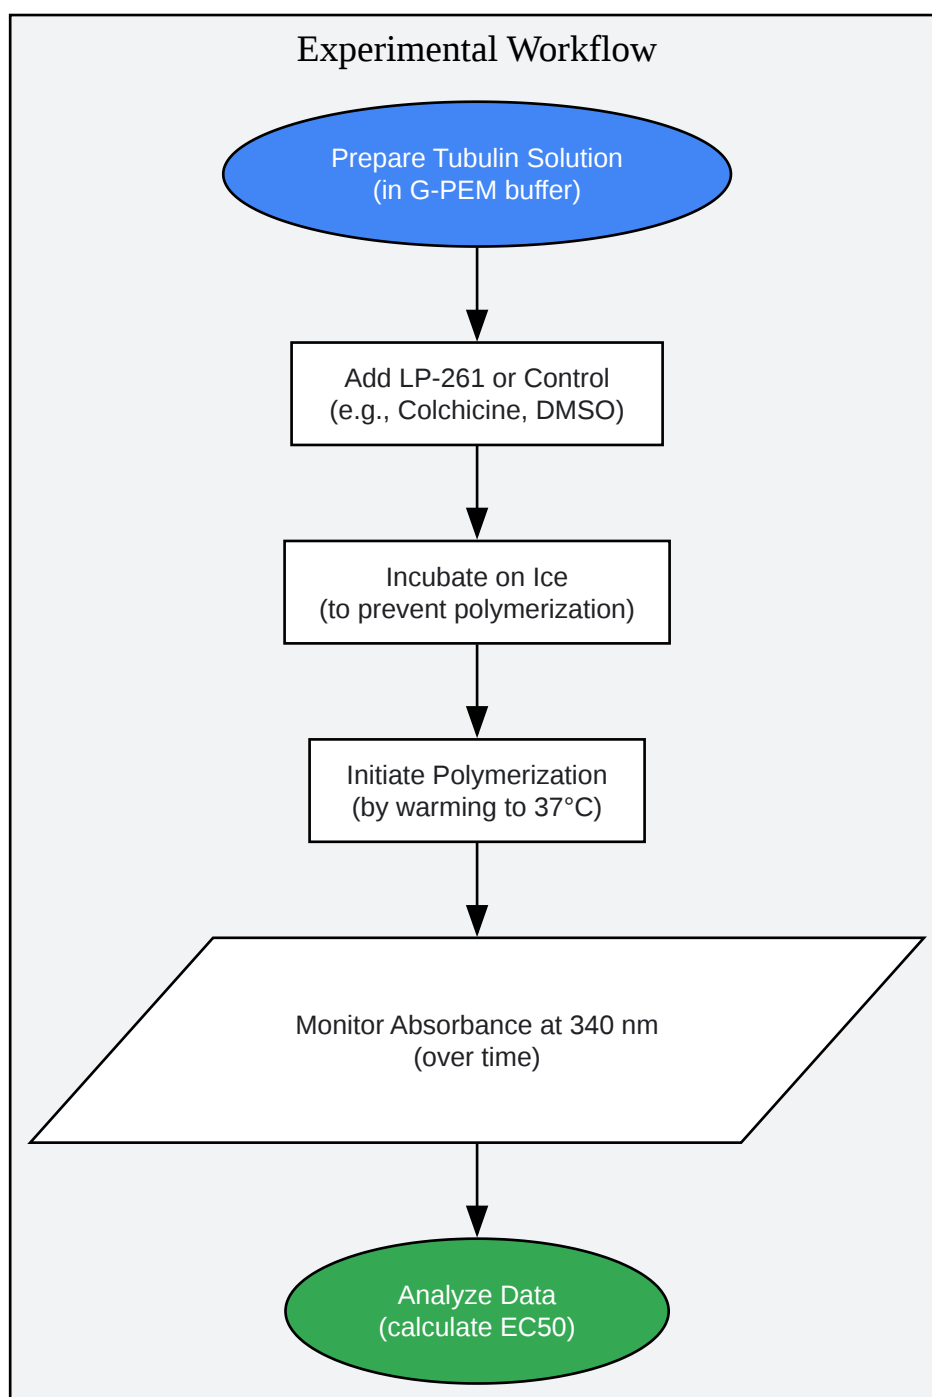 Experimental Workflow
Prepare Tubulin Solution
(in G-PEM buffer)
Add LP-261 or Control
(e.g., Colchicine, DMSO)
Incubate on Ice
(to prevent polymerization)
Initiate Polymerization
(by warming to 37°C)
Monitor Absorbance at 340 nm
(over time)
Analyze Data
(calculate EC50)